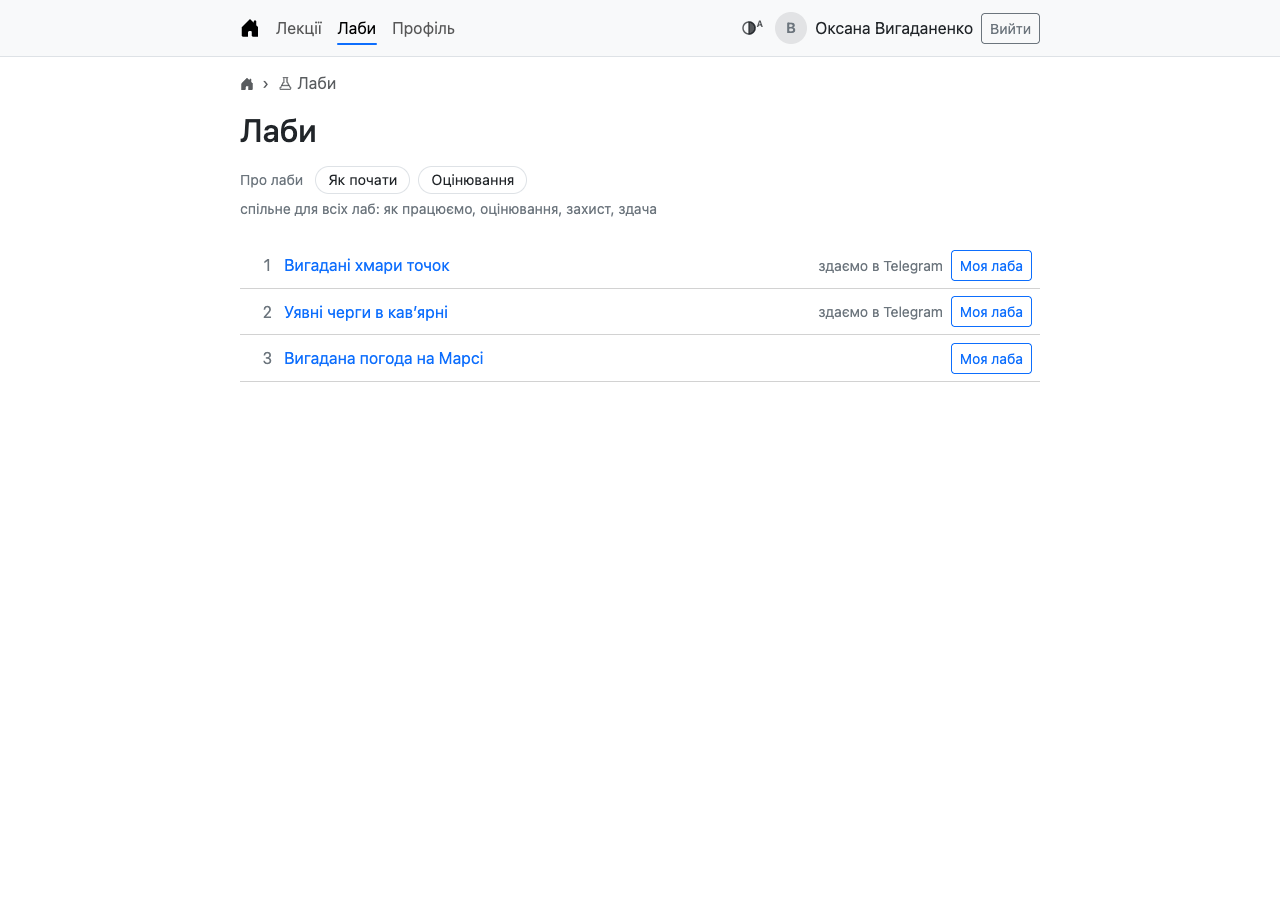 Лекції Лаби Профіль A В Оксана Вигаданенко Вийти
› Лаби
Лаби
Про лаби Як почати Оцінювання
спільне для всіх лаб: як працюємо, оцінювання, захист, здача
1 Вигадані хмари точок здаємо в Telegram Моя лаба
2 Уявні черги в кав’ярні здаємо в Telegram Моя лаба
3 Вигадана погода на Марсі Моя лаба